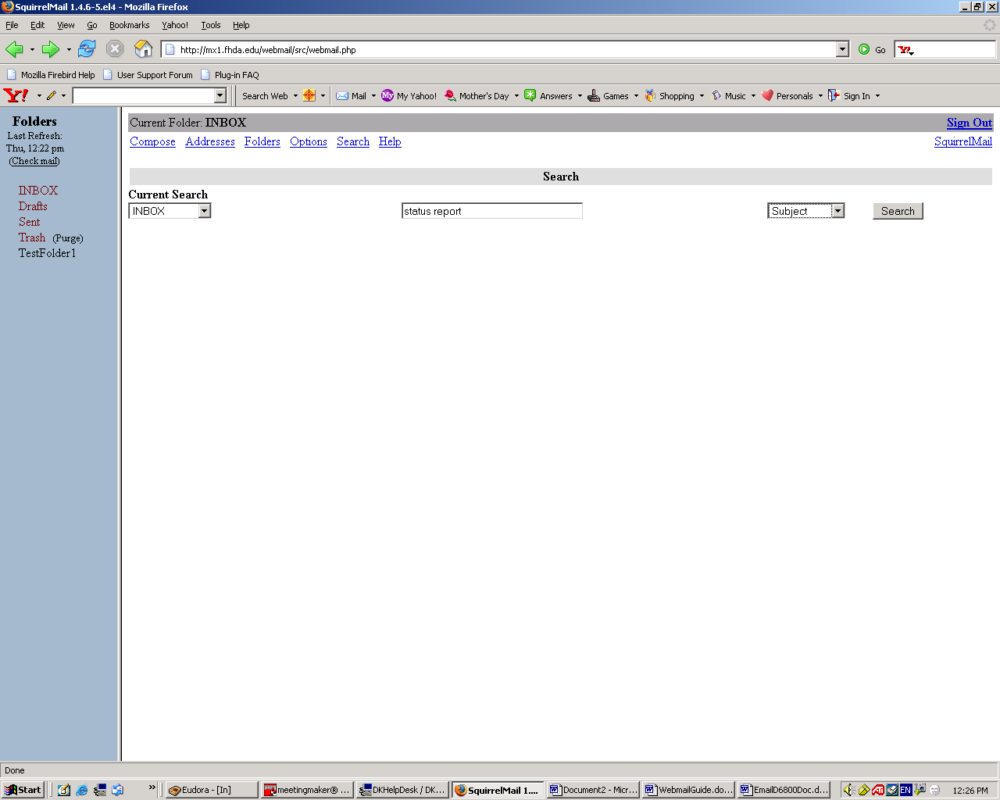 SquirrelMail 1.4.6-5.el4 - Mozilla Firefox
File Edit View Go Bookmarks Yahoo! Tools Help
http://mx1.fhda.edu/webmail/src/webmail.php Go Y!
Mozilla Firebird Help User Support Forum Plug-in FAQ
Y! Search Web Mail My My Yahoo! Mother's Day Answers Games Shopping Music Personals Sign In
Folders
Last Refresh:
Thu, 12:22 pm
(Check mail)
INBOX
Drafts
Sent
Trash (Purge)
TestFolder1
Current Folder: INBOX Sign Out
Compose Addresses Folders Options Search Help SquirrelMail
Search
Current Search
INBOX status report Subject Search
Done
Start » Eudora - [In] meetingmaker® ... DKHelpDesk / DK... SquirrelMail 1.... Document2 - Micr... WebmailGuide.do... EmailD6800Doc.d... EN 12:26 PM